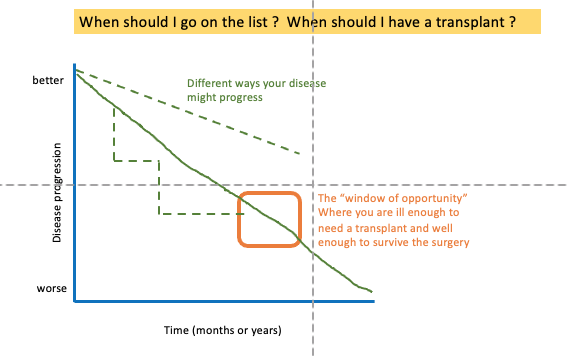 When should I go on the list ?  When should I have a transplant ?
better
Different ways your disease
might progress
Disease progression
The “window of opportunity”
Where you are ill enough to
need a transplant and well
enough to survive the surgery
worse
Time (months or years)